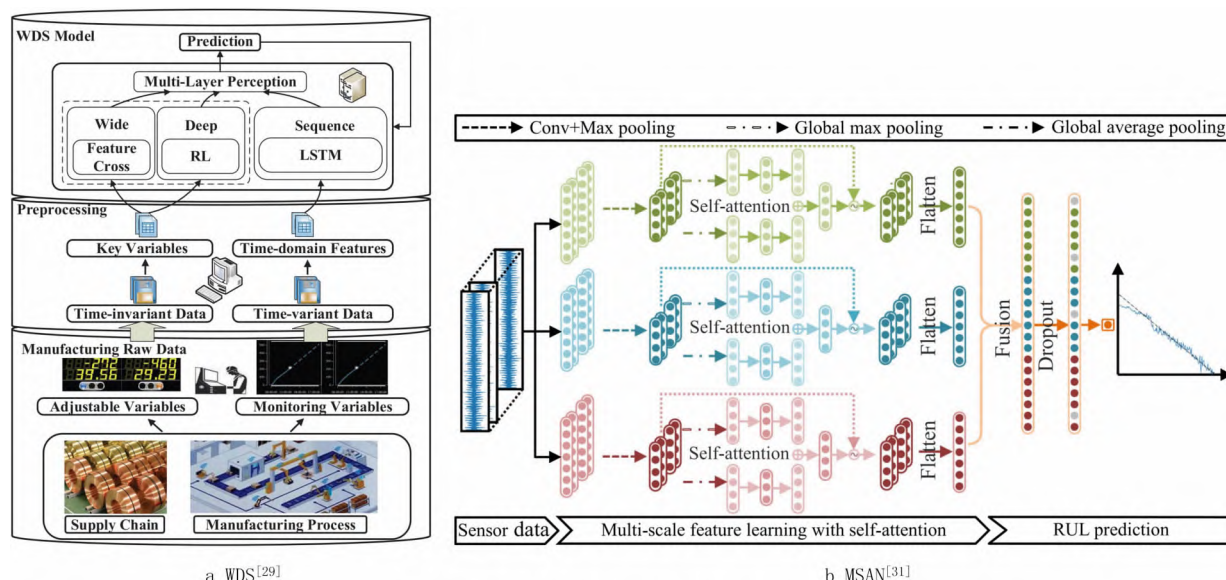 WDS Model
Prediction
Multi-Layer Perception
Wide
Deep
Sequence
Feature
Cross
RL
LSTM
Preprocessing
Key Variables
Time-domain Features
Time-invariant Data
Time-variant Data
Manufacturing Raw Data
-202
-460
39.56
29.23
Adjustable Variables
Monitoring Variables
Supply Chain
Manufacturing Process
a WDS[29]
Conv+Max pooling
Global max pooling
Global average pooling
Self-attention
Flatten
Self-attention
Flatten
Self-attention
Flatten
Fusion
Dropout
Sensor data
Multi-scale feature learning with self-attention
RUL prediction
b MSAN[31]